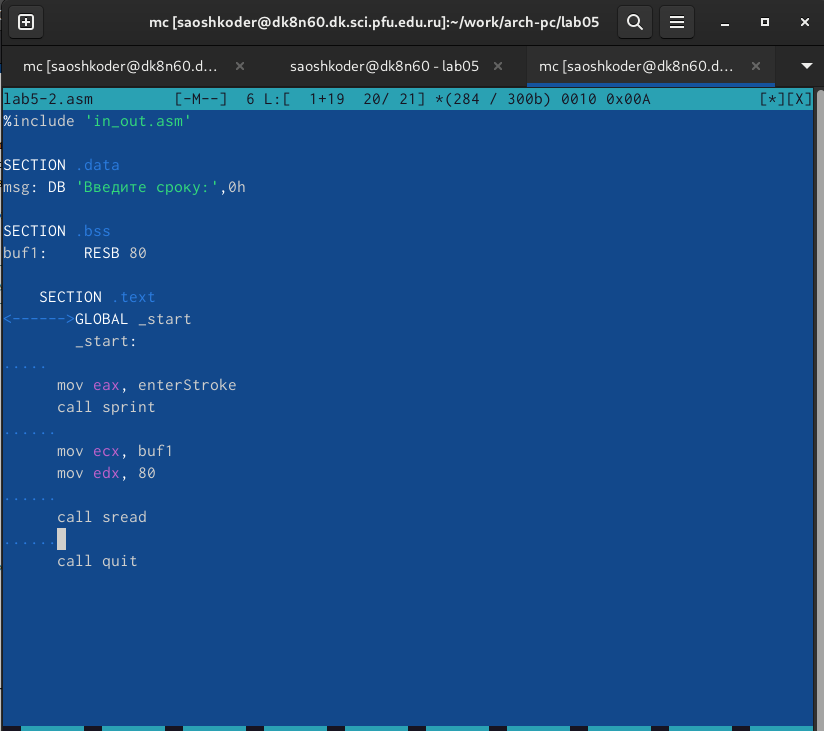 mc [saoshkoder@dk8n60.dk.sci.pfu.edu.ru]:~/work/arch-pc/lab05
mc [saoshkoder@dk8n60.d...
saoshkoder@dk8n60 - lab05
mc [saoshkoder@dk8n60.d...
lab5-2.asm [-M--] 6 L:[ 1+19 20/ 21] *(284 / 300b) 0010 0x00A [*][X]
%include 'in_out.asm'
SECTION .data
msg: DB 'Введите сроку:',0h
SECTION .bss
buf1: RESB 80
SECTION .text
<------>GLOBAL _start
_start:
.....
mov eax, enterStroke
call sprint
......
mov ecx, buf1
mov edx, 80
......
call sread
......
call quit